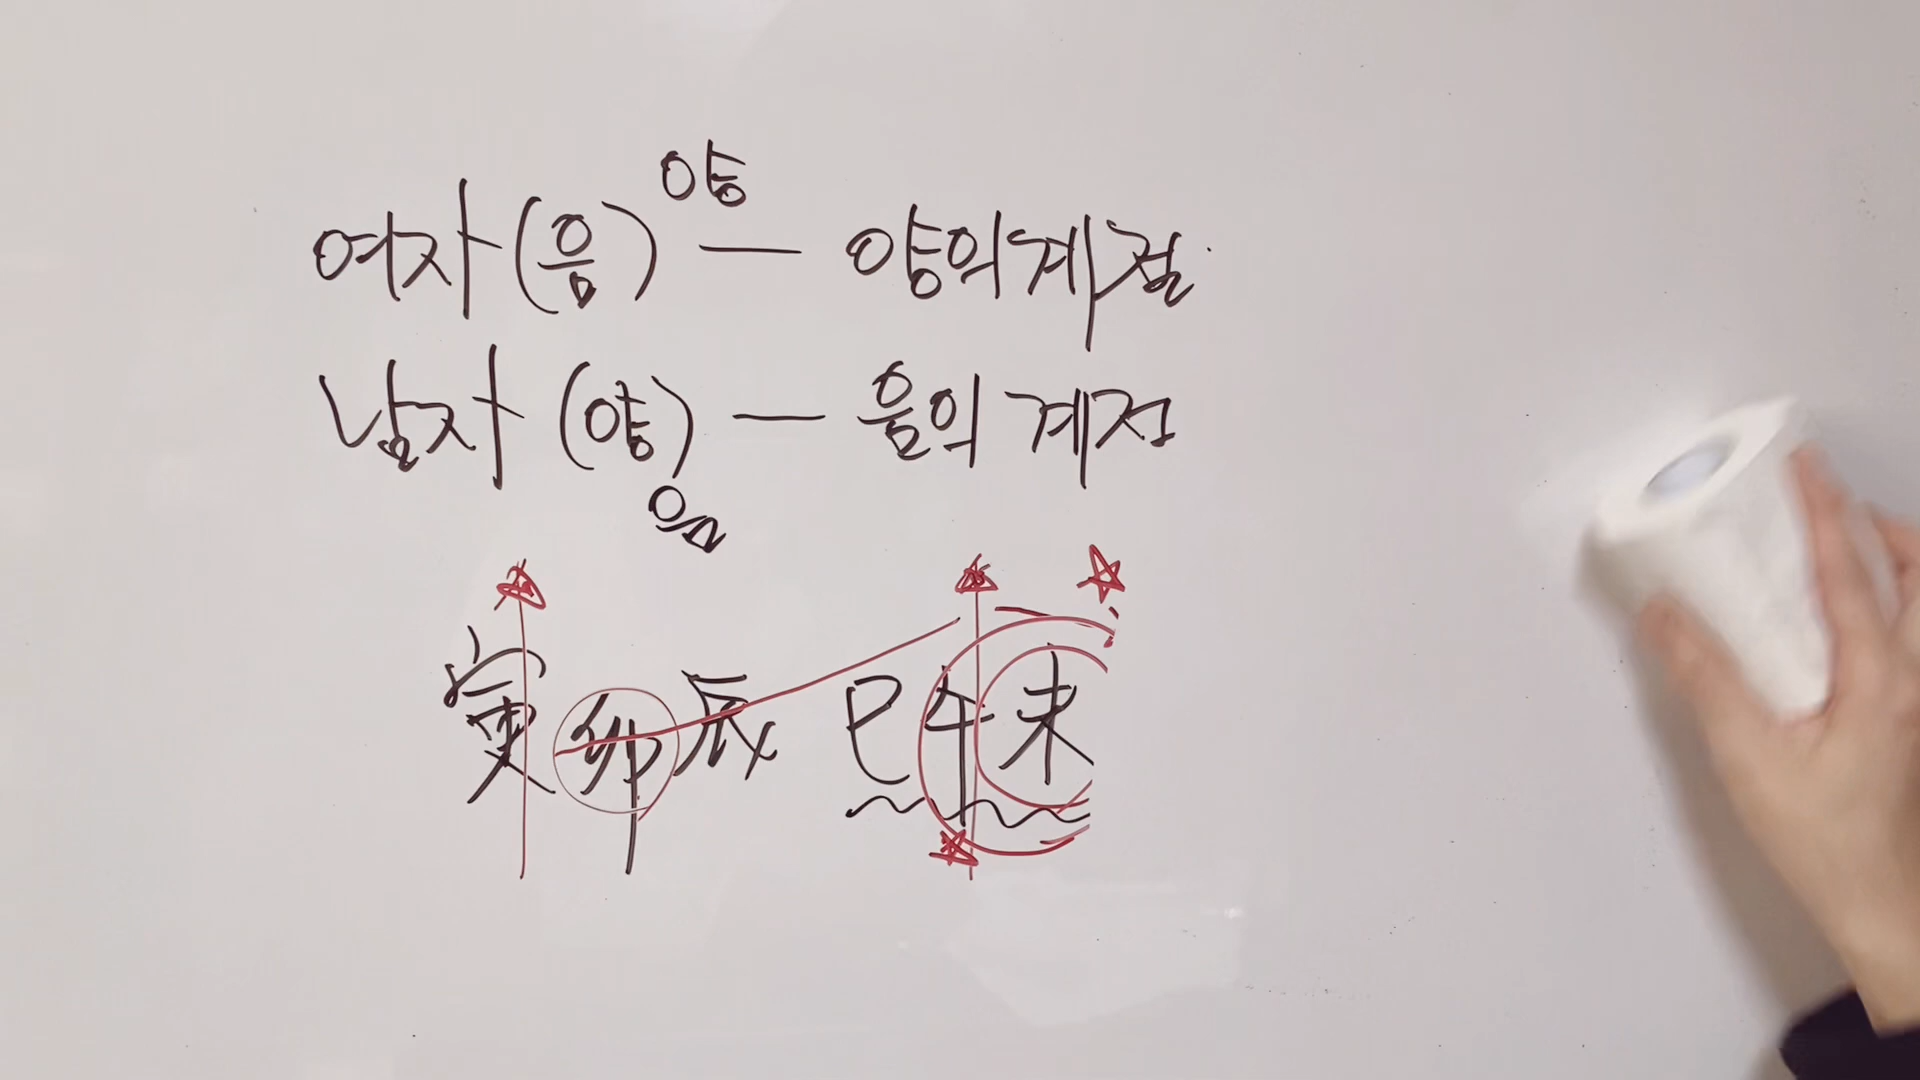 양
여자(음) — 양의계절
남자(양) — 음의 계저
음
寅卯辰 巳午未